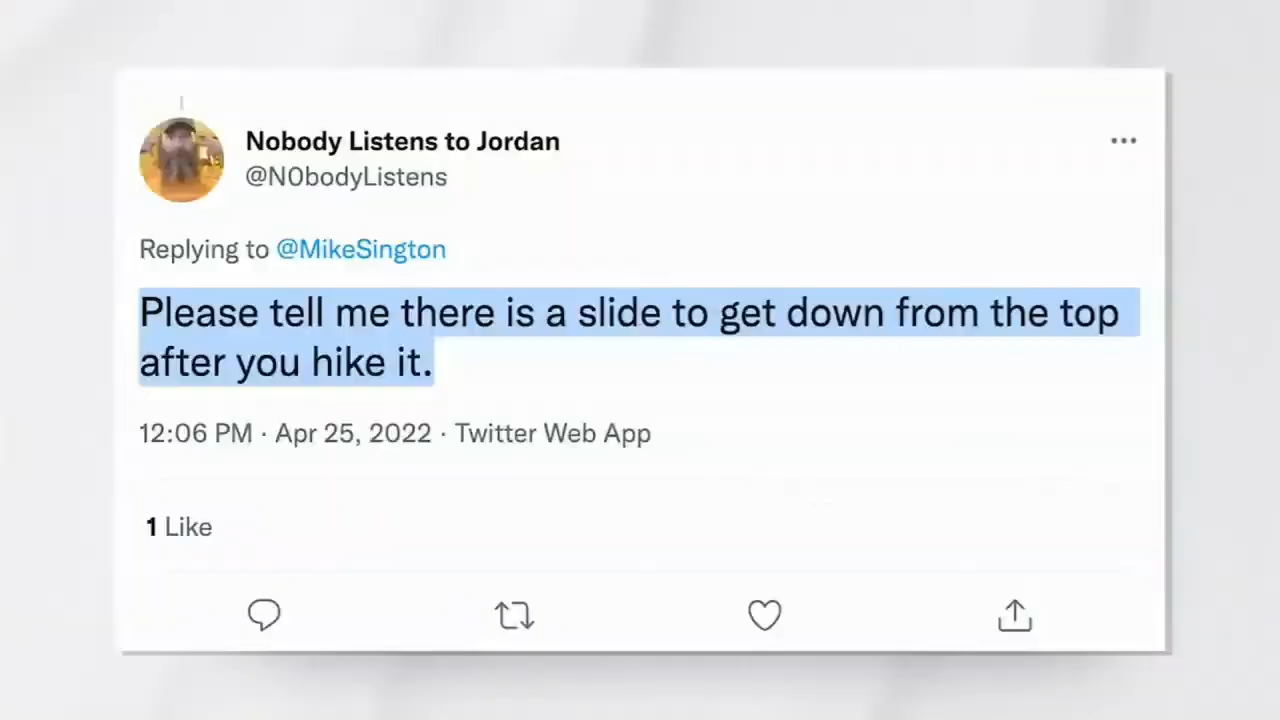 Nobody Listens to Jordan
@N0bodyListens
Replying to @MikeSington
Please tell me there is a slide to get down from the top
after you hike it.
12:06 PM · Apr 25, 2022 · Twitter Web App
1 Like